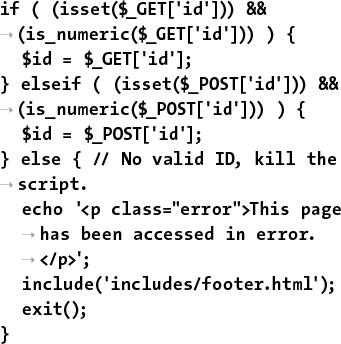 if ( (isset($_GET['id'])) &&
→ (is_numeric($_GET['id'])) ) {
$id = $_GET['id'];
} elseif ( (isset($_POST['id'])) &&
→ (is_numeric($_POST['id'])) ) {
$id = $_POST['id'];
} else { // No valid ID, kill the
→ script.
echo '<p class="error">This page
→ has been accessed in error.
→ </p>';
include('includes/footer.html');
exit();
}